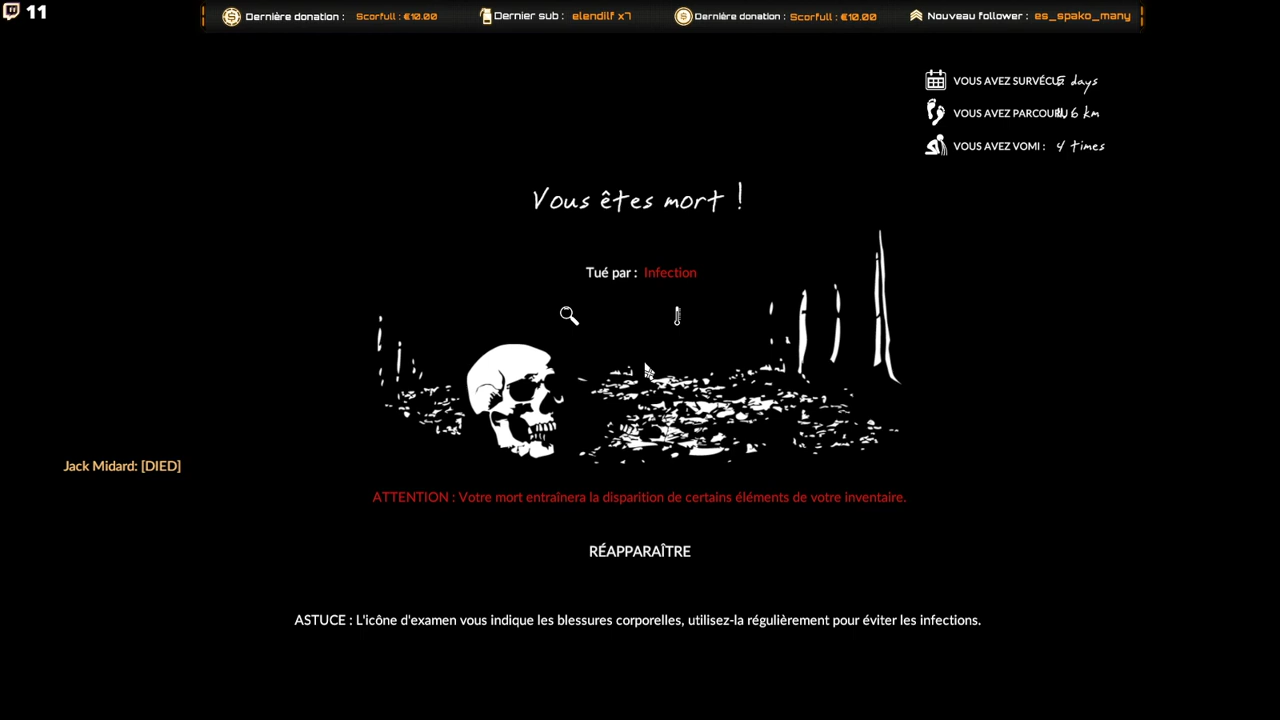 11
Dernière donation : Scorfull : €10.00 Dernier sub : elendilf x7 Dernière donation : Scorfull : €10.00 Nouveau follower : es_spako_many
VOUS AVEZ SURVÉCU days
VOUS AVEZ PARCOURU 6 km
VOUS AVEZ VOMI : 4 times
Vous êtes mort !
Tué par : Infection
Jack Midard: [DIED]
ATTENTION : Votre mort entraînera la disparition de certains éléments de votre inventaire.
RÉAPPARAÎTRE
ASTUCE : L'icône d'examen vous indique les blessures corporelles, utilisez-la régulièrement pour éviter les infections.